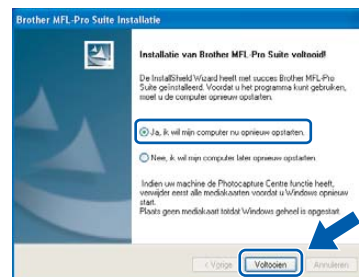 Brother MFL-Pro Suite Installatie
Installatie van Brother MFL-Pro Suite voltooid!
De InstallShield Wizard heeft met succes Brother MFL-Pro
Suite geïnstalleerd. Voordat u het programma kunt gebruiken,
moet u de computer opnieuw opstarten.
Ja, ik wil mijn computer nu opnieuw opstarten.
Nee, ik wil mijn computer later opnieuw opstarten.
Indien uw machine de Photocapture Centre functie heeft,
verwijder eerst alle mediakaarten voordat u Windows opnieuw
start.
Plaats geen mediakaart totdat Windows geheel is opgestart.
< Vorige Voltooien Annuleren